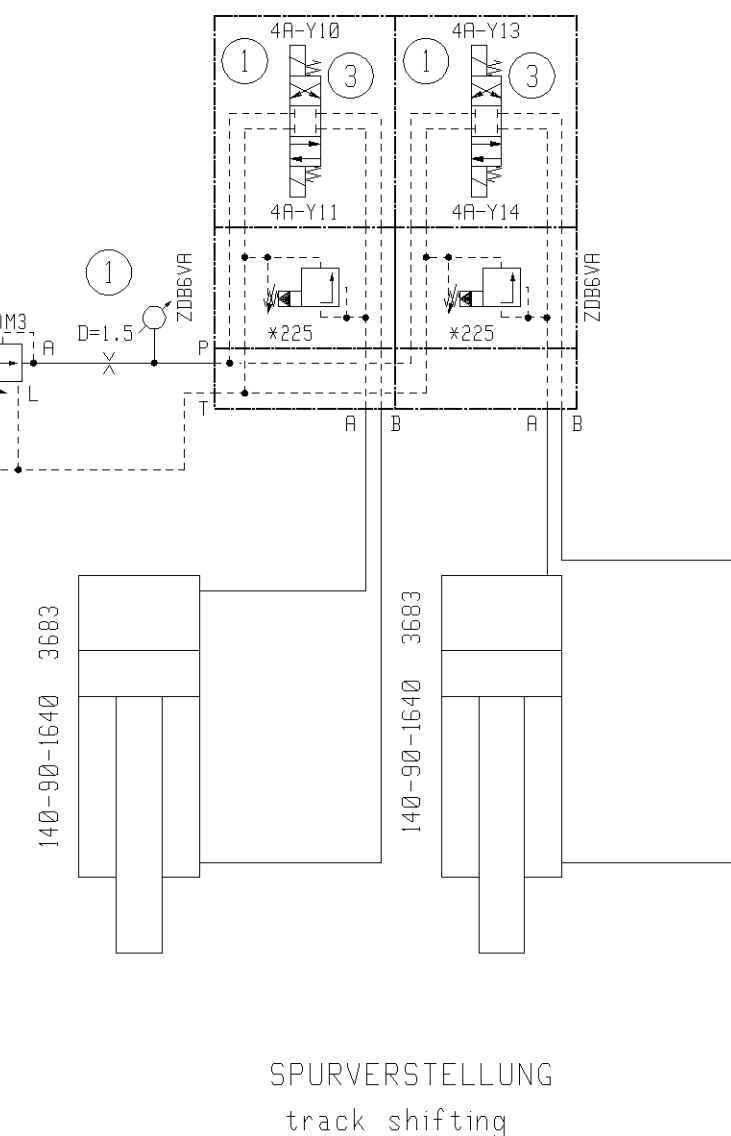 4A-Y10
4A-Y13
1
3
1
3
4A-Y11
4A-Y14
1
ZDB6VA
ZDB6VA
*225
*225
D=1.5
A
P
L
T
A
B
A
B
3683
3683
140-90-1640
140-90-1640
SPURVERSTELLUNG
track shifting